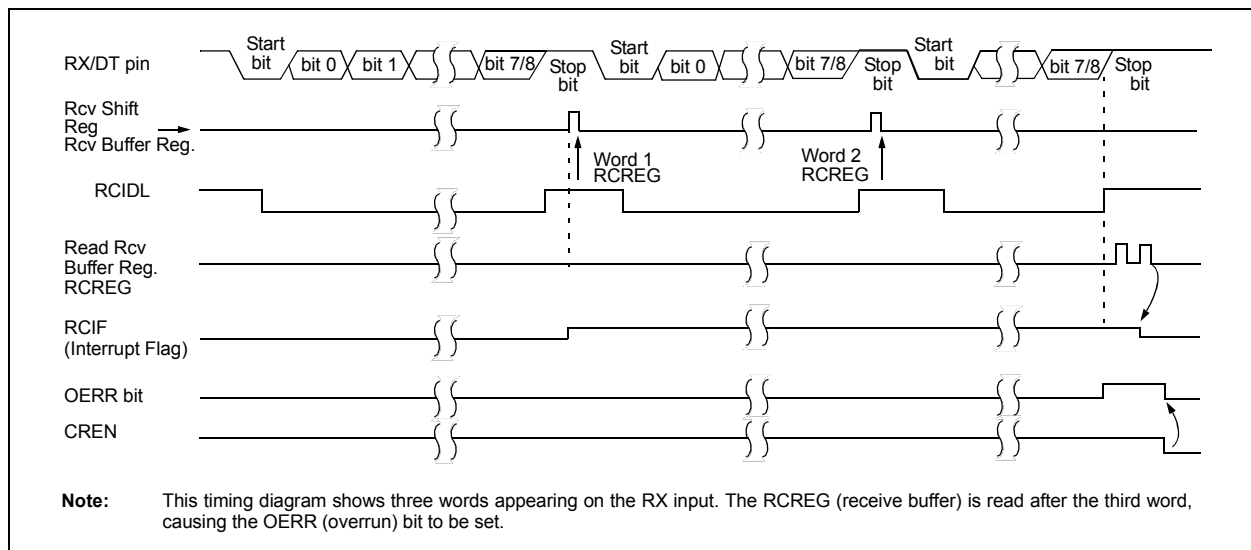 RX/DT pin
Start
bit
bit 0
bit 1
bit 7/8
Stop
bit
Start
bit
bit 0
bit 7/8
Stop
bit
Start
bit
bit 7/8
Stop
bit
Rcv Shift
Reg
Rcv Buffer Reg.
Word 1
RCREG
Word 2
RCREG
RCIDL
Read Rcv
Buffer Reg.
RCREG
RCIF
(Interrupt Flag)
OERR bit
CREN
Note: This timing diagram shows three words appearing on the RX input. The RCREG (receive buffer) is read after the third word,
causing the OERR (overrun) bit to be set.